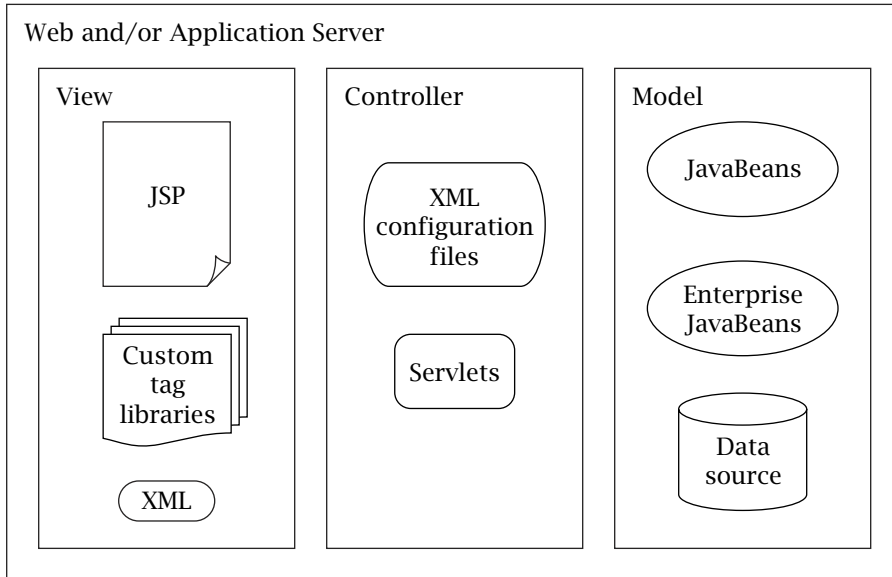 Web and/or Application Server
View
JSP
Custom
tag
libraries
XML
Controller
XML
configuration
files
Servlets
Model
JavaBeans
Enterprise
JavaBeans
Data
source